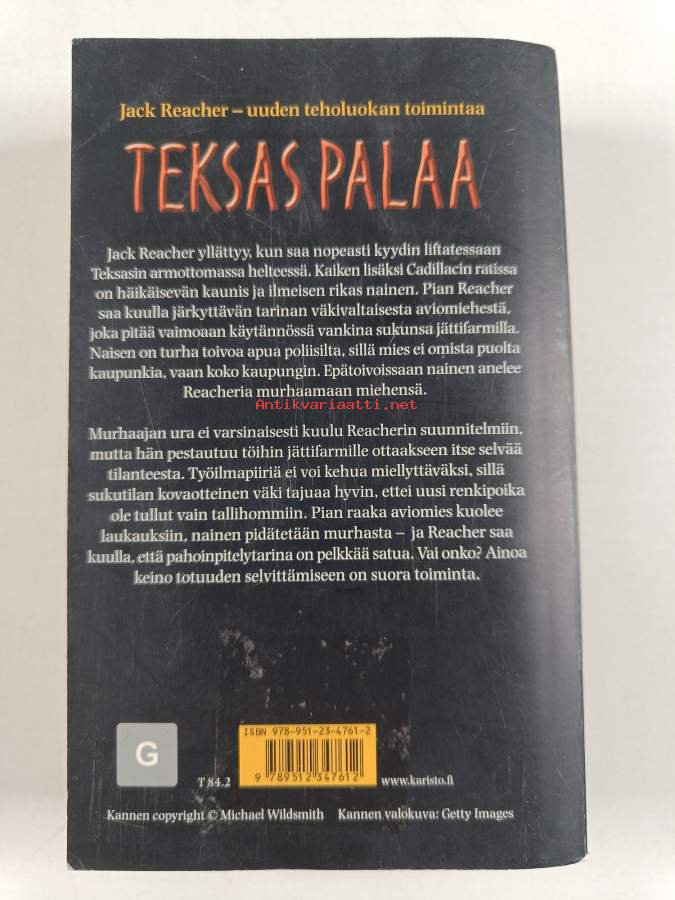 Jack Reacher – uuden teholuokan toimintaa
TEKSAS PALAA
Jack Reacher yllättyy, kun saa nopeasti kyydin liftatessaan
Teksasin armottomassa helteessä. Kaiken lisäksi Cadillacin ratissa
on häikäisevän kaunis ja ilmeisen rikas nainen. Pian Reacher
saa kuulla järkyttävän tarinan väkivaltaisesta aviomiehestä,
joka pitää vaimoaan käytännössä vankina sukunsa jättifarmilla.
Naisen on turha toivoa apua poliisilta, sillä mies ei omista puolta
kaupunkia, vaan koko kaupungin. Epätoivoissaan nainen anelee
Reacheria murhaamaan miehensä.
Antikvariaatti.net
Murhaajan ura ei varsinaisesti kuulu Reacherin suunnitelmiin,
mutta hän pestautuu töihin jättifarmille ottaakseen itse selvää
tilanteesta. Työilmapiiriä ei voi kehua miellyttäväksi, sillä
sukutilan kovaotteinen väki tajuaa hyvin, ettei uusi renkipoika
ole tullut vain tallihommiin. Pian raaka aviomies kuolee
laukauksiin, nainen pidätetään murhasta – ja Reacher saa
kuulla, että pahoinpitelytarina on pelkkää satua. Vai onko? Ainoa
keino totuuden selvittämiseen on suora toiminta.
G
T 84.2
ISBN 978-951-23-4761-2
9 789512 347612
www.karisto.fi
Kannen copyright © Michael Wildsmith Kannen valokuva: Getty Images